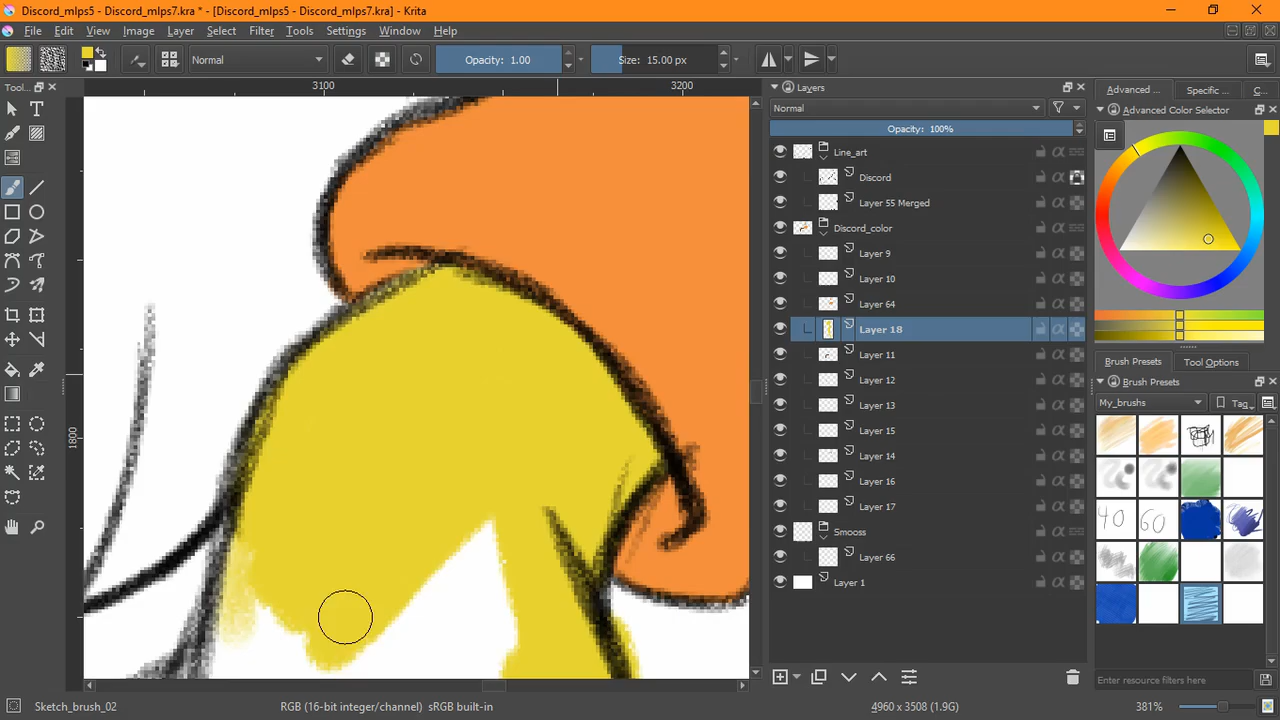 Discord_mlps5 - Discord_mlps7.kra * - [Discord_mlps5 - Discord_mlps7.kra] - Krita
File Edit View Image Layer Select Filter Tools Settings Window Help
Normal
Opacity: 1.00
Size: 15.00 px
Tool...
3100
3200
1800
Layers
Normal
Opacity: 100%
Line_art
Discord
Layer 55 Merged
Discord_color
Layer 9
Layer 10
Layer 64
Layer 18
Layer 11
Layer 12
Layer 13
Layer 15
Layer 14
Layer 16
Layer 17
Smooss
Layer 66
Layer 1
Advanced ...
Specific ...
C...
Advanced Color Selector
Brush Presets
Tool Options
Brush Presets
My_brushs
Tag
40
60
Enter resource filters here
Sketch_brush_02
RGB (16-bit integer/channel) sRGB built-in
4960 x 3508 (1.9G)
381%